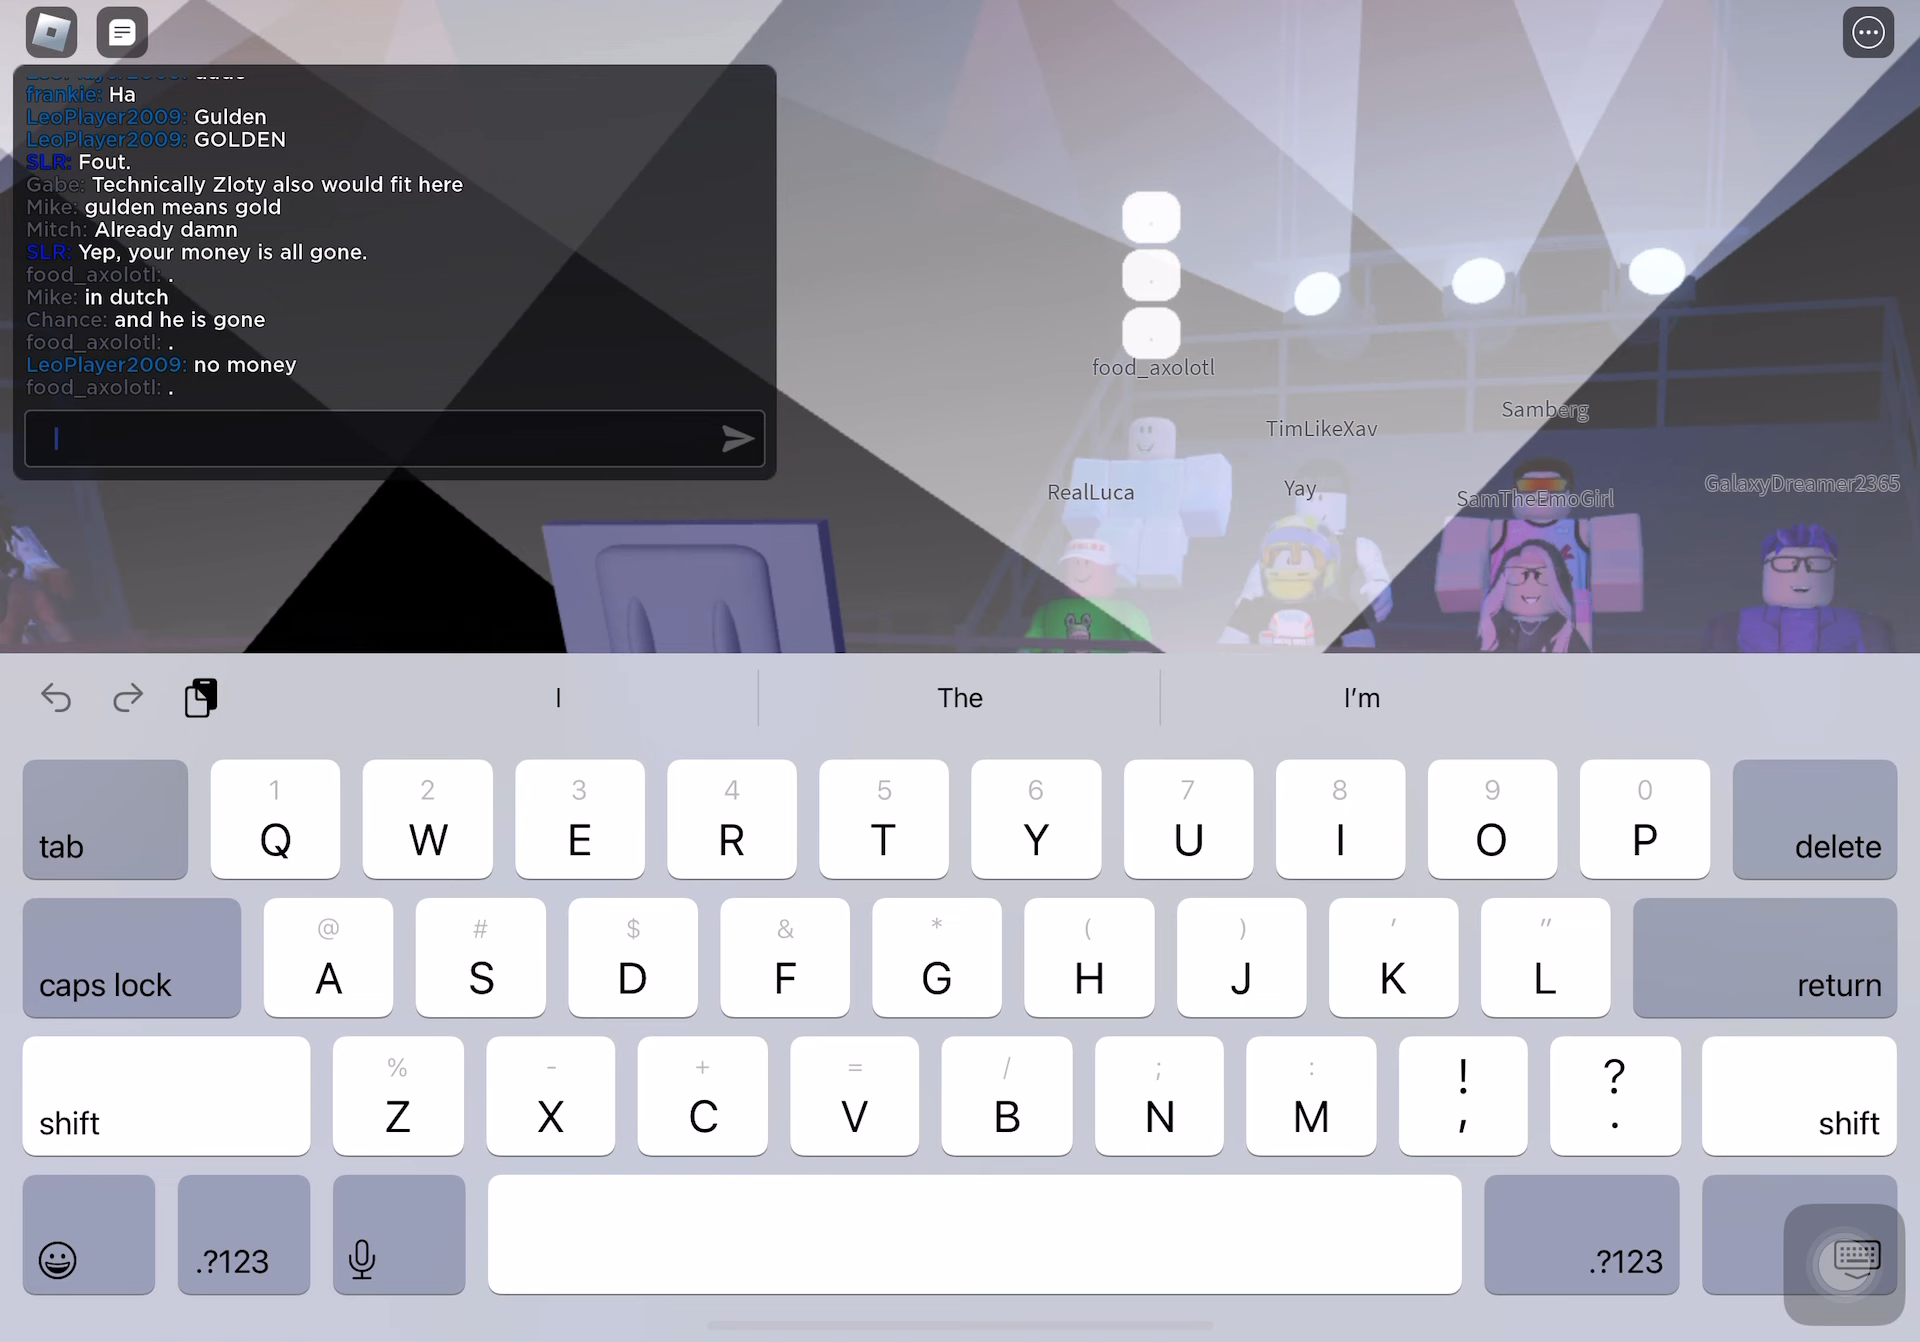 frankie: Ha
LeoPlayer2009: Gulden
LeoPlayer2009: GOLDEN
SLR: Fout.
Gabe: Technically Zloty also would fit here
Mike: gulden means gold
Mitch: Already damn
SLR: Yep, your money is all gone.
food_axolotl: .
Mike: in dutch
Chance: and he is gone
food_axolotl: .
LeoPlayer2009: no money
food_axolotl: .
.
.
.
food_axolotl
TimLikeXav
Samberg
RealLuca
Yay
SamTheEmoGirl
GalaxyDreamer2365
I The I'm
tab 1 Q 2 W 3 E 4 R 5 T 6 Y 7 U 8 I 9 O 0 P delete
caps lock @ A # S $ D & F * G ( H ) J ' K " L return
shift % Z - X + C = V / B ; N : M ! , ? . shift
.?123 .?123